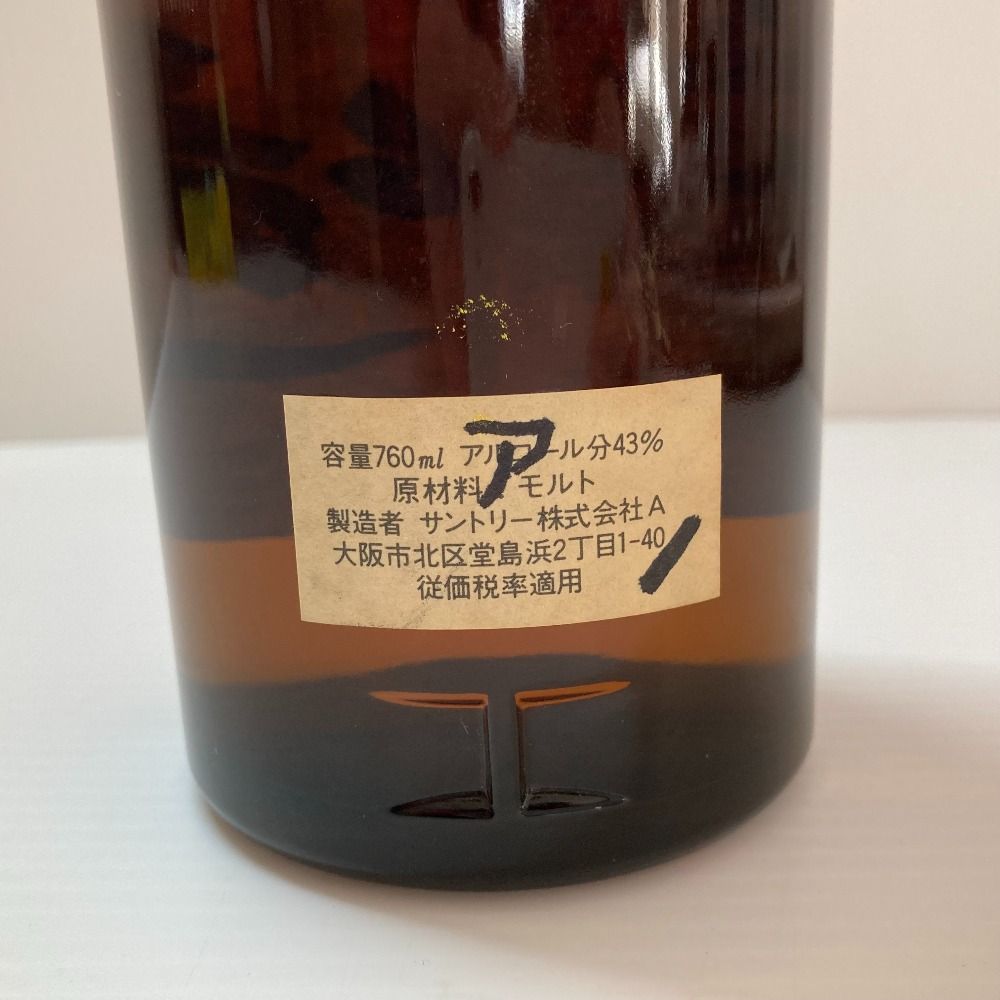 容量760ml アルコール分43%
ア
原材料 モルト
製造者 サントリー株式会社A
大阪市北区堂島浜2丁目1-40
従価税率適用